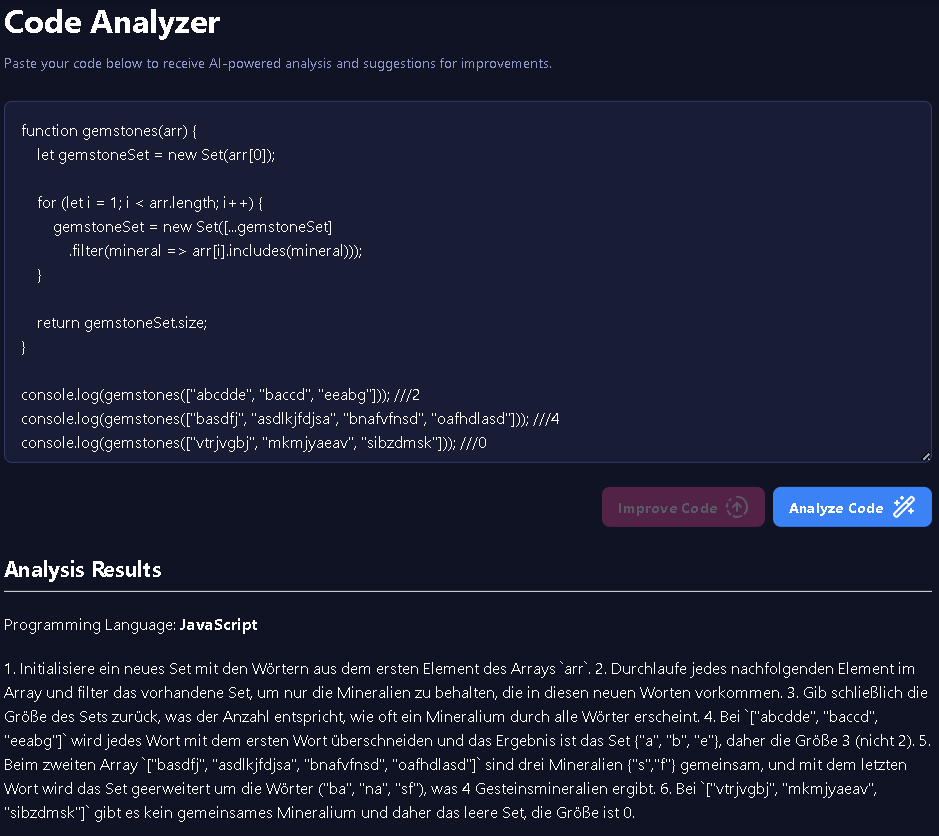 Code Analyzer
Paste your code below to receive AI-powered analysis and suggestions for improvements.
function gemstones(arr) {
let gemstoneSet = new Set(arr[0]);
for (let i = 1; i < arr.length; i++) {
gemstoneSet = new Set([...gemstoneSet]
.filter(mineral => arr[i].includes(mineral)));
}
return gemstoneSet.size;
}
console.log(gemstones(["abcdde", "baccd", "eeabg"])); ///2
console.log(gemstones(["basdfj", "asdlkjfdjsa", "bnafvfnsd", "oafhdlasd"])); ///4
console.log(gemstones(["vtrjvgbj", "mkmjyaeav", "sibzdmsk"])); ///0
Improve Code
Analyze Code
Analysis Results
Programming Language: JavaScript
1. Initialisiere ein neues Set mit den Wörtern aus dem ersten Element des Arrays `arr`. 2. Durchlaufe jedes nachfolgenden Element im
Array und filter das vorhandene Set, um nur die Mineralien zu behalten, die in diesen neuen Worten vorkommen. 3. Gib schließlich die
Größe des Sets zurück, was der Anzahl entspricht, wie oft ein Mineralium durch alle Wörter erscheint. 4. Bei `["abcdde", "baccd",
"eeabg"]` wird jedes Wort mit dem ersten Wort überschneiden und das Ergebnis ist das Set {"a", "b", "e"}, daher die Größe 3 (nicht 2). 5.
Beim zweiten Array `["basdfj", "asdlkjfdjsa", "bnafvfnsd", "oafhdlasd"]` sind drei Mineralien {"s","f"} gemeinsam, und mit dem letzten
Wort wird das Set geerweitert um die Wörter ("ba", "na", "sf"), was 4 Gesteinsmineralien ergibt. 6. Bei `["vtrjvgbj", "mkmjyaeav",
"sibzdmsk"]` gibt es kein gemeinsames Mineralium und daher das leere Set, die Größe ist 0.